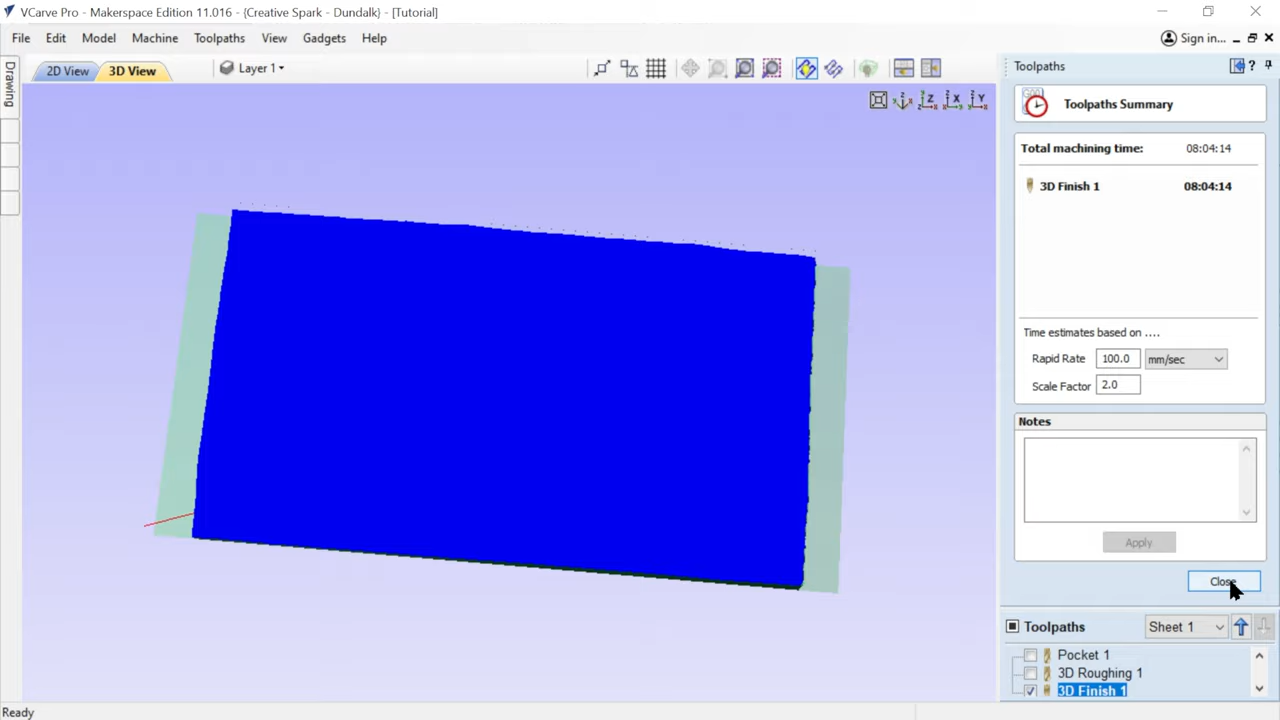 VCarve Pro - Makerspace Edition 11.016 - {Creative Spark - Dundalk} - [Tutorial]
File Edit Model Machine Toolpaths View Gadgets Help
Sign in...
Drawing
2D View 3D View Layer 1
Toolpaths
Toolpaths Summary
Total machining time: 08:04:14
3D Finish 1 08:04:14
Time estimates based on ....
Rapid Rate 100.0 mm/sec
Scale Factor 2.0
Notes
Apply
Close
Toolpaths Sheet 1
Pocket 1
3D Roughing 1
3D Finish 1
Ready